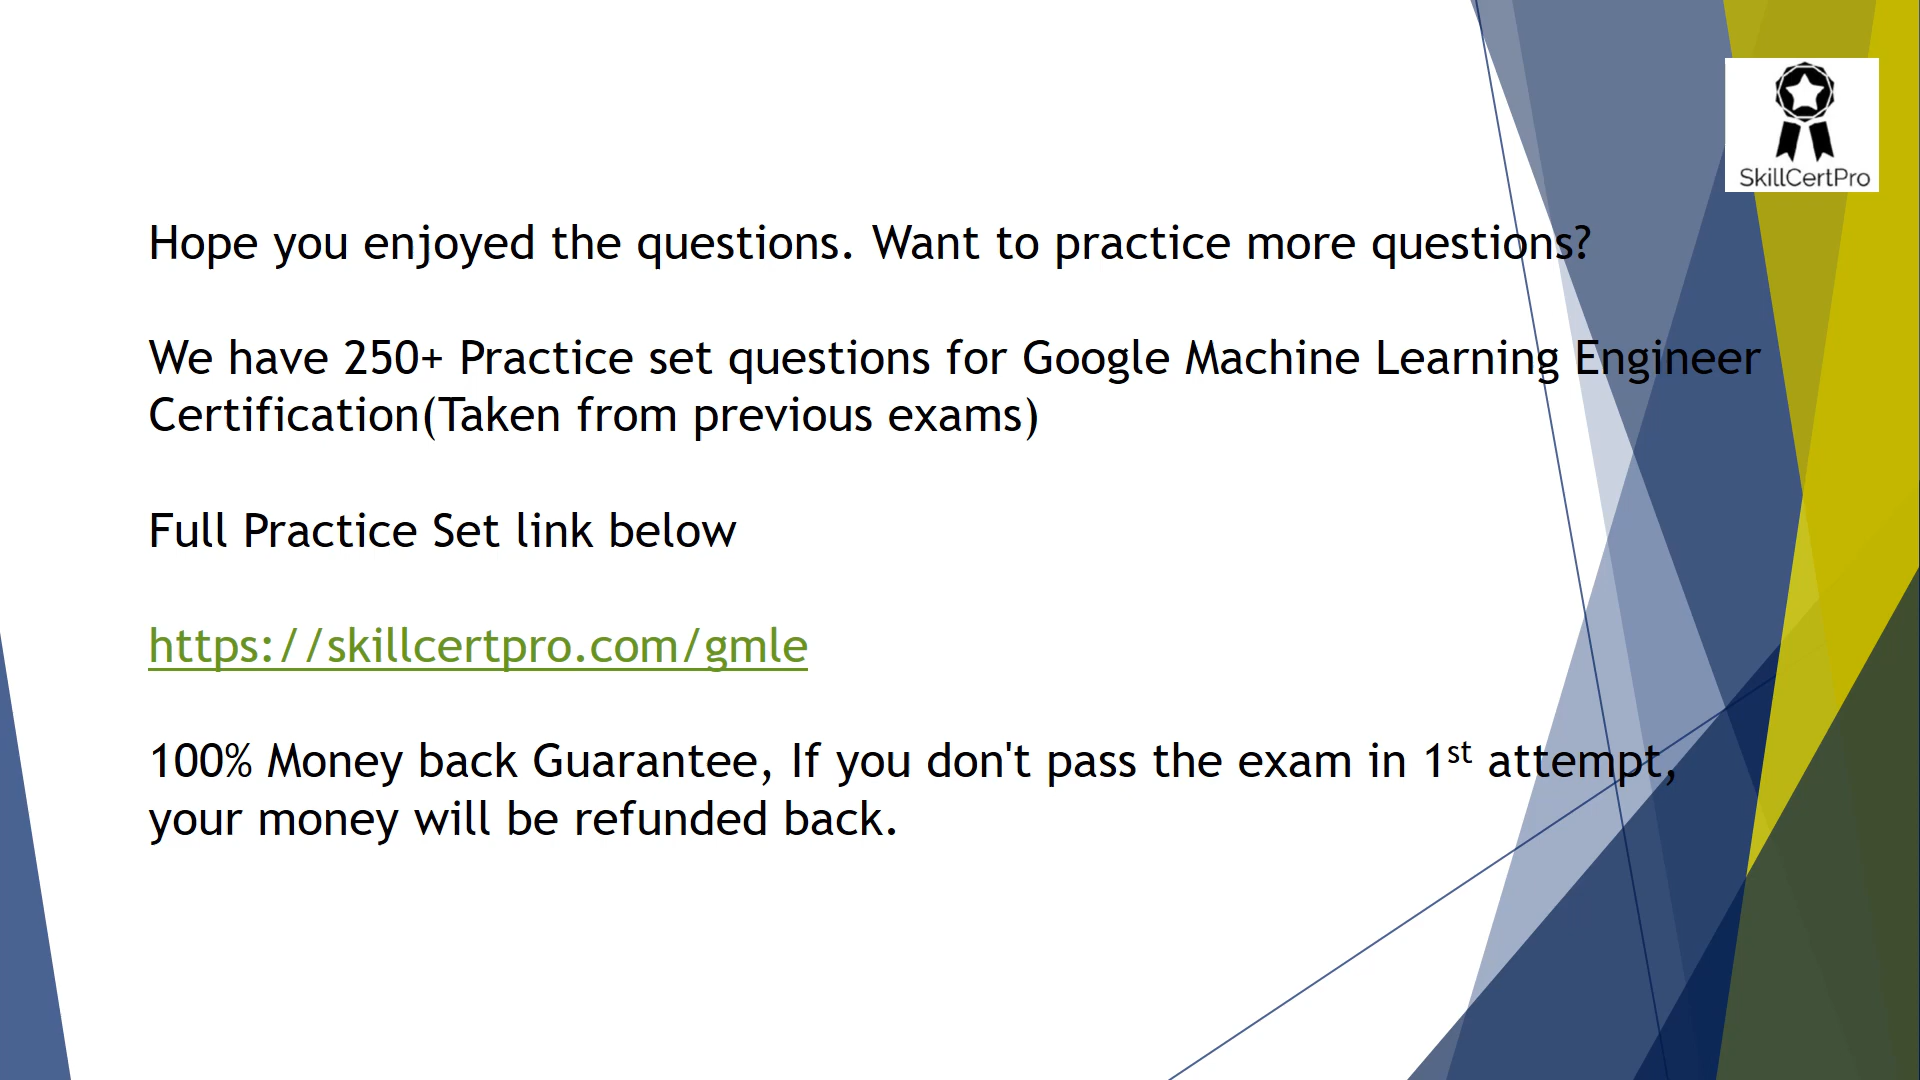 SkillCertPro
Hope you enjoyed the questions. Want to practice more questions?
We have 250+ Practice set questions for Google Machine Learning Engineer
Certification(Taken from previous exams)
Full Practice Set link below
https://skillcertpro.com/gmle
100% Money back Guarantee, If you don't pass the exam in 1st attempt,
your money will be refunded back.